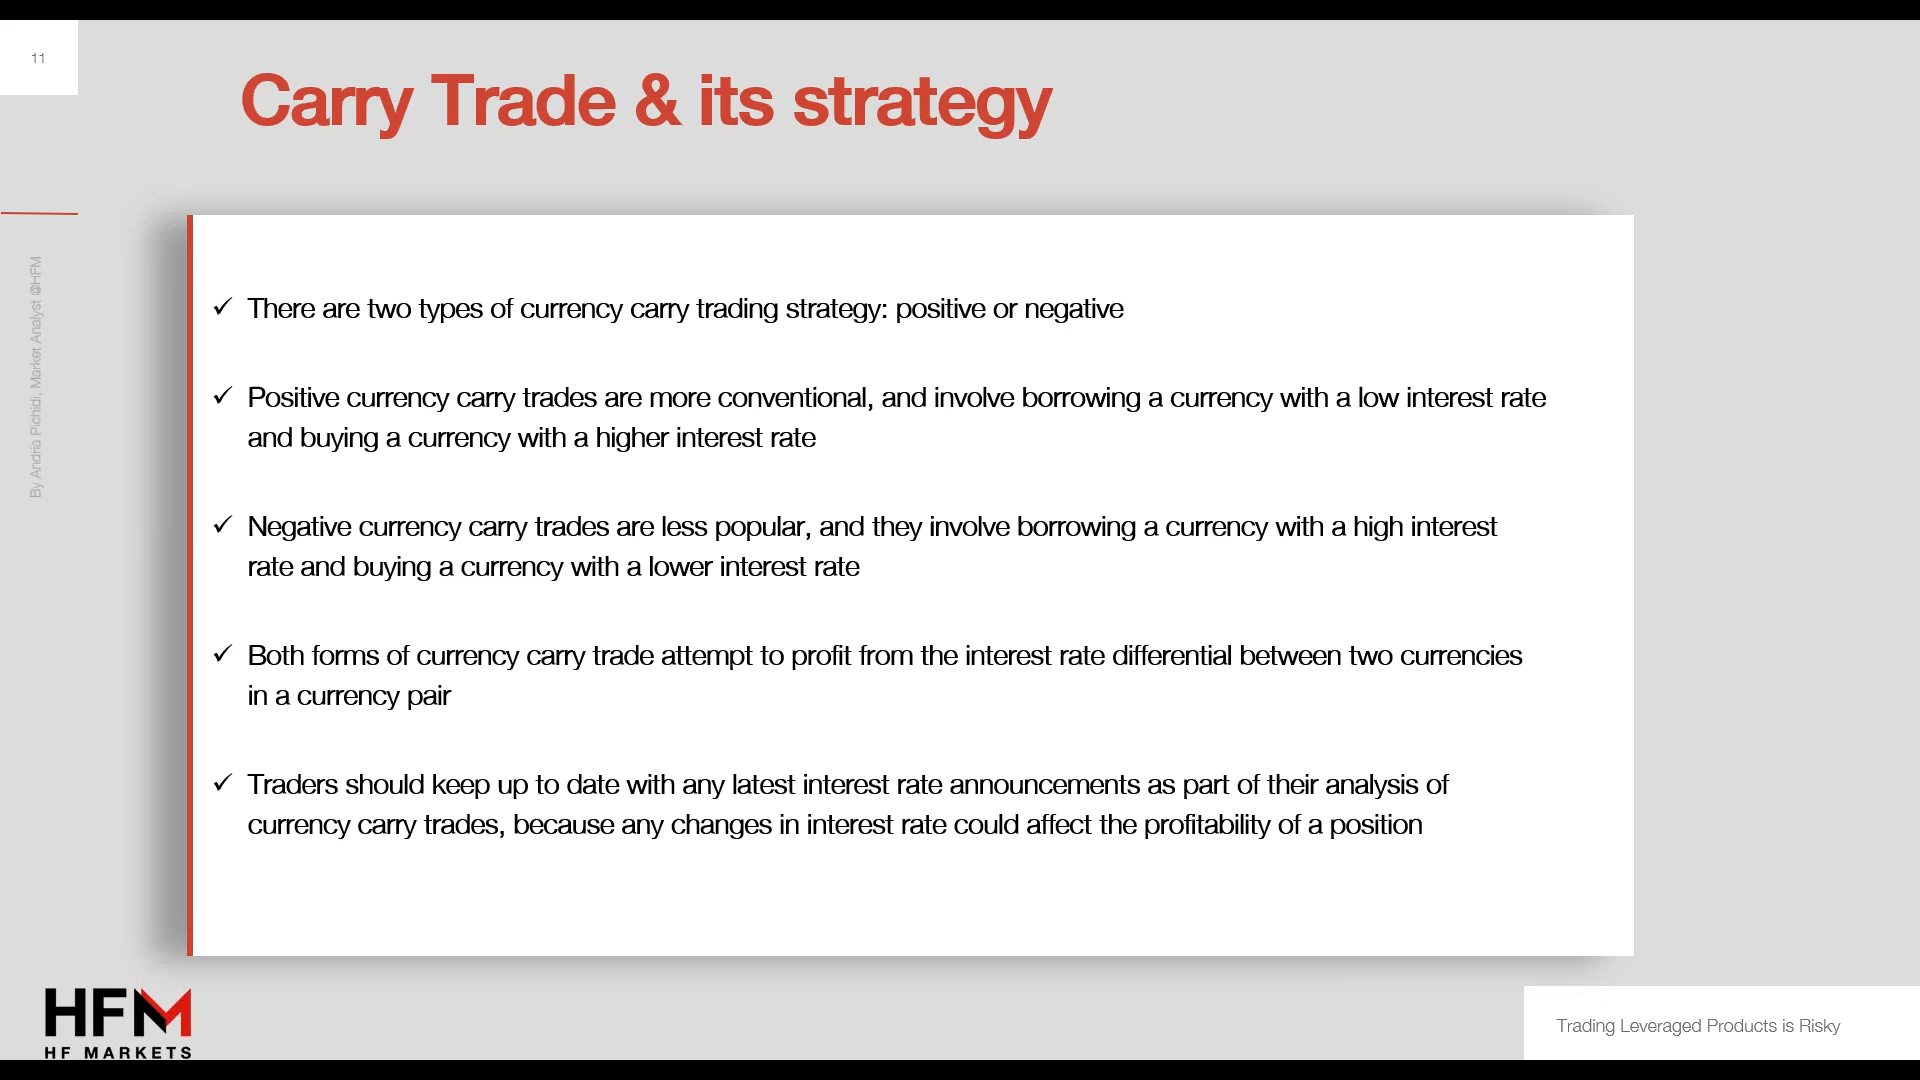 11
Carry Trade & its strategy
By Andria Pichidi, Market Analyst @HFM
✓ There are two types of currency carry trading strategy: positive or negative
✓ Positive currency carry trades are more conventional, and involve borrowing a currency with a low interest rate
and buying a currency with a higher interest rate
✓ Negative currency carry trades are less popular, and they involve borrowing a currency with a high interest
rate and buying a currency with a lower interest rate
✓ Both forms of currency carry trade attempt to profit from the interest rate differential between two currencies
in a currency pair
✓ Traders should keep up to date with any latest interest rate announcements as part of their analysis of
currency carry trades, because any changes in interest rate could affect the profitability of a position
HFM
HF MARKETS
Trading Leveraged Products is Risky